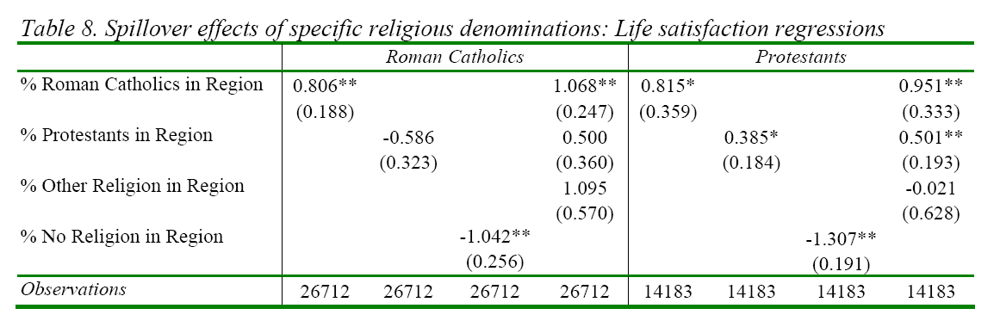 Table 8. Spillover effects of specific religious denominations: Life satisfaction regressions
Roman Catholics Protestants
% Roman Catholics in Region 0.806** 1.068** 0.815* 0.951**
(0.188) (0.247) (0.359) (0.333)
% Protestants in Region -0.586 0.500 0.385* 0.501**
(0.323) (0.360) (0.184) (0.193)
% Other Religion in Region 1.095 -0.021
(0.570) (0.628)
% No Religion in Region -1.042** -1.307**
(0.256) (0.191)
Observations 26712 26712 26712 26712 14183 14183 14183 14183